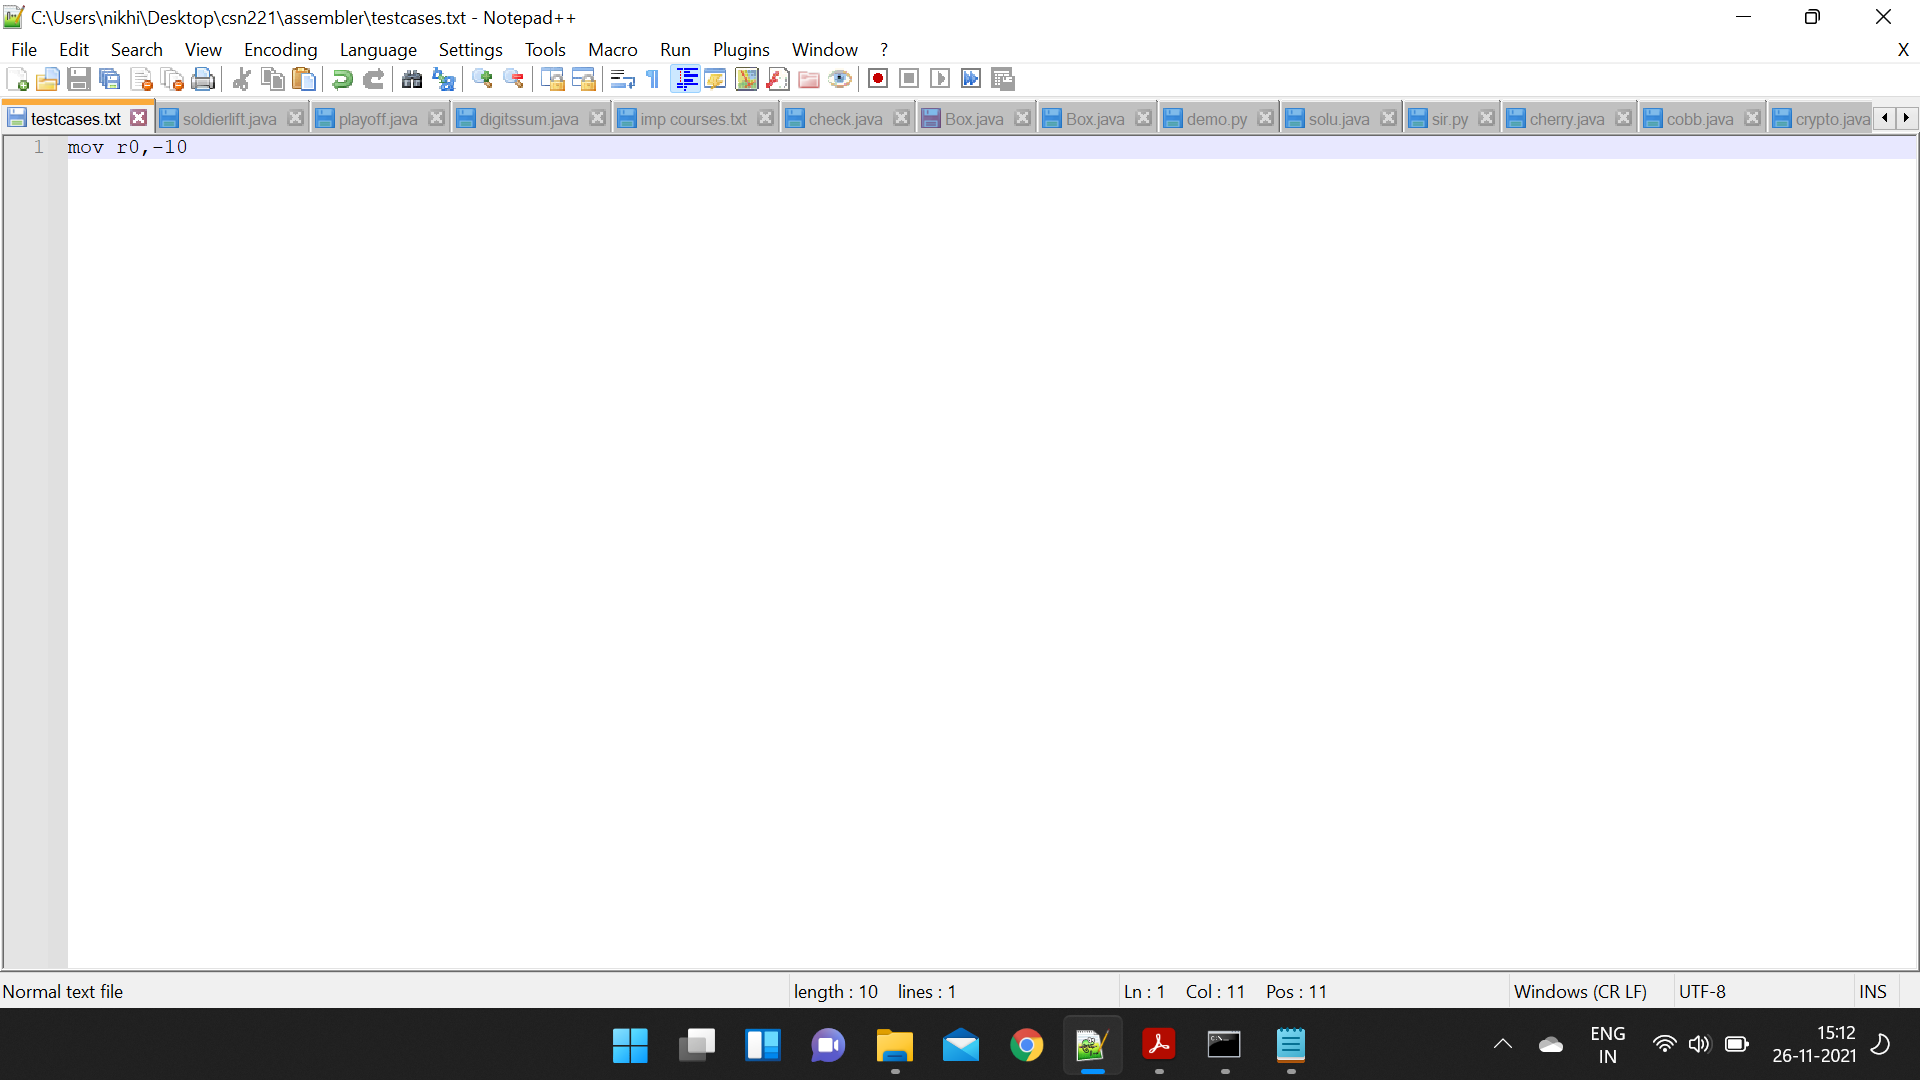 C:\Users\nikhi\Desktop\csn221\assembler\testcases.txt - Notepad++
File Edit Search View Encoding Language Settings Tools Macro Run Plugins Window ? X
testcases.txt soldierlift.java playoff.java digitssum.java imp courses.txt check.java Box.java Box.java demo.py solu.java sir.py cherry.java cobb.java crypto.java
1 mov r0,-10
Normal text file length : 10 lines : 1 Ln : 1 Col : 11 Pos : 11 Windows (CR LF) UTF-8 INS
ENG 15:12
IN 26-11-2021